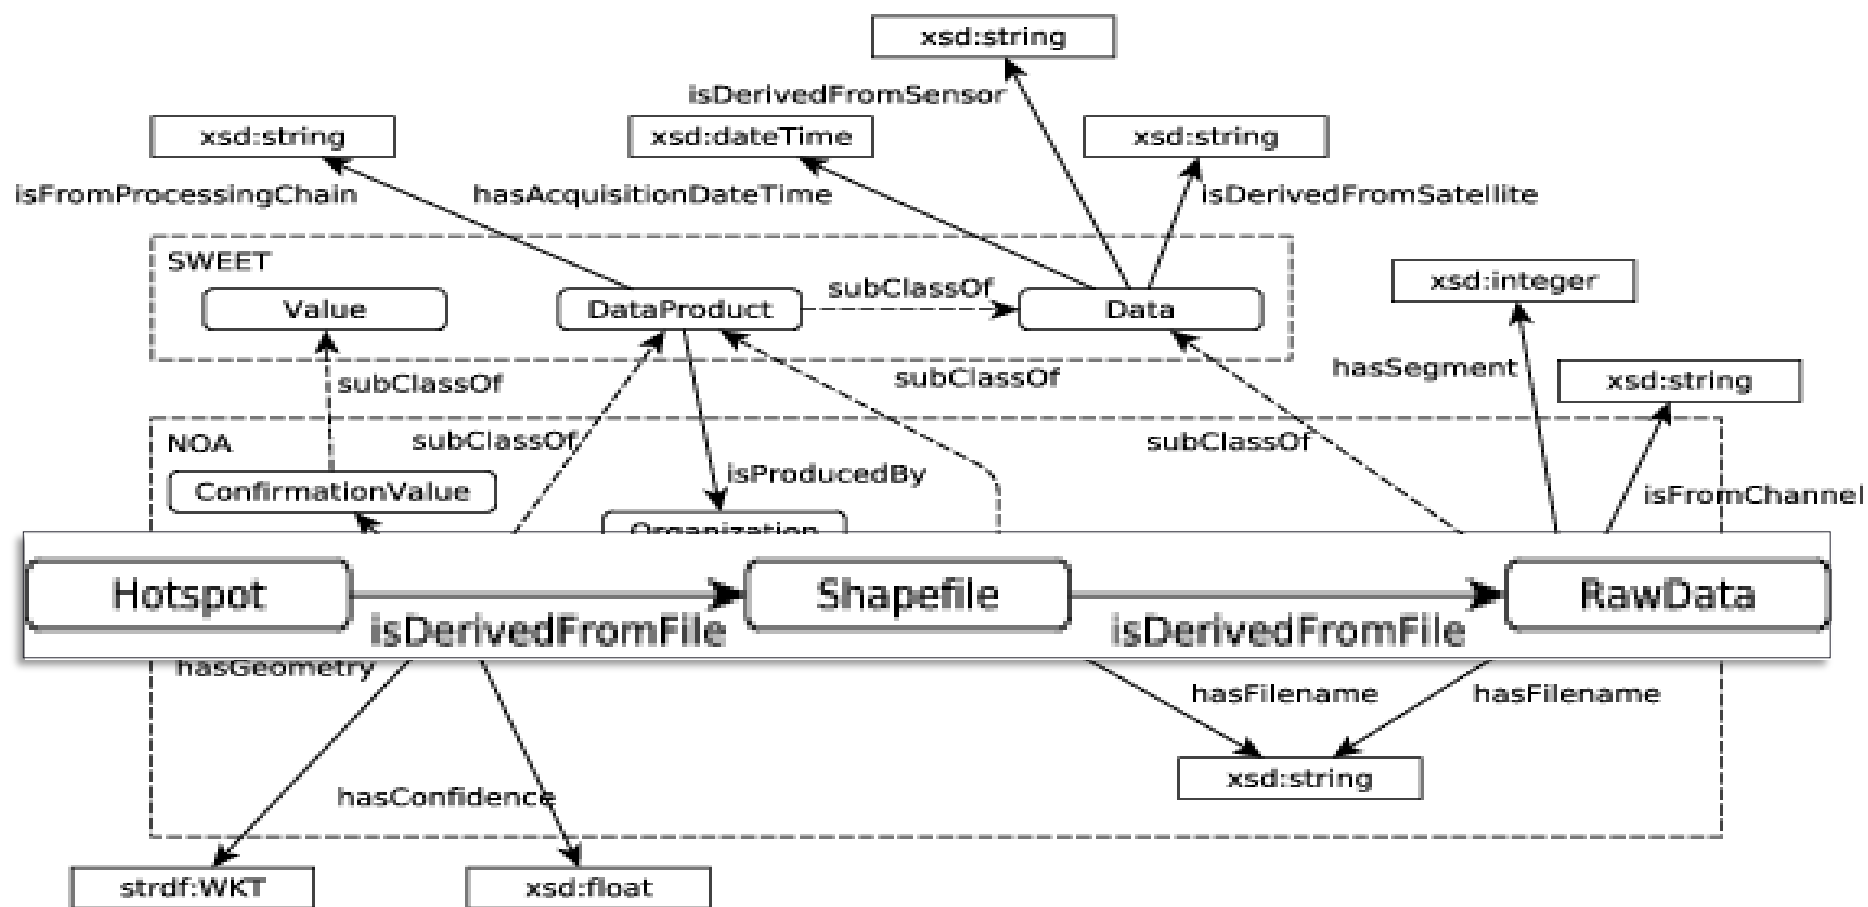 xsd:string
isDerivedFromSensor
xsd:string
xsd:dateTime
xsd:string
isFromProcessingChain
hasAcquisitionDateTime
isDerivedFromSatellite
SWEET
Value
DataProduct
subClassOf
Data
xsd:integer
subClassOf
subClassOf
hasSegment
xsd:string
NOA
subClassOf
subClassOf
isProducedBy
ConfirmationValue
isFromChannel
Organization
Hotspot
isDerivedFromFile
Shapefile
isDerivedFromFile
RawData
hasGeometry
hasFilename
hasFilename
xsd:string
hasConfidence
strdf:WKT
xsd:float